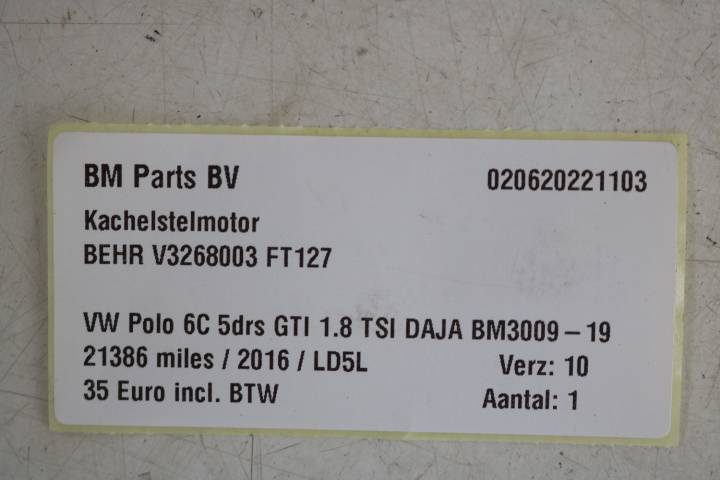 BM Parts BV 020620221103
Kachelstelmotor
BEHR V3268003 FT127
VW Polo 6C 5drs GTI 1.8 TSI DAJA BM3009 – 19
21386 miles / 2016 / LD5L Verz: 10
35 Euro incl. BTW Aantal: 1